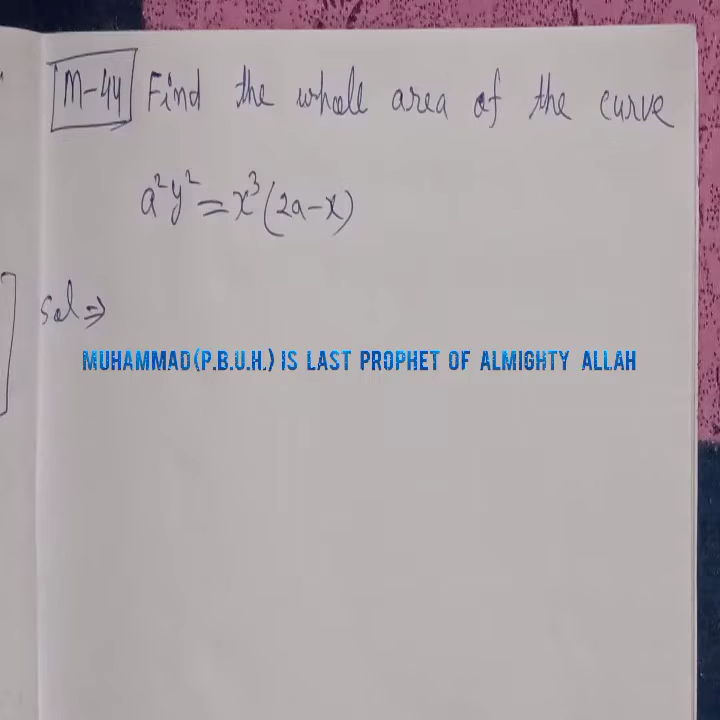 M-44 Find the whole area of the curve
a²y² = x³(2a-x)
Sol ⇒
MUHAMMAD(P.B.U.H.) IS LAST PROPHET OF ALMIGHTY ALLAH